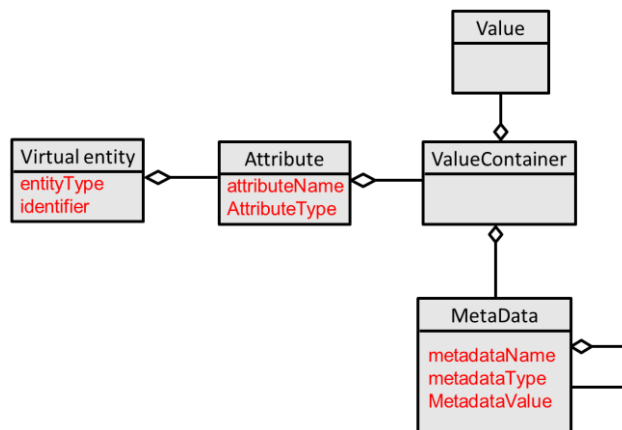 Value
Virtual entity
entityType
identifier
Attribute
attributeName
AttributeType
ValueContainer
MetaData
metadataName
metadataType
MetadataValue